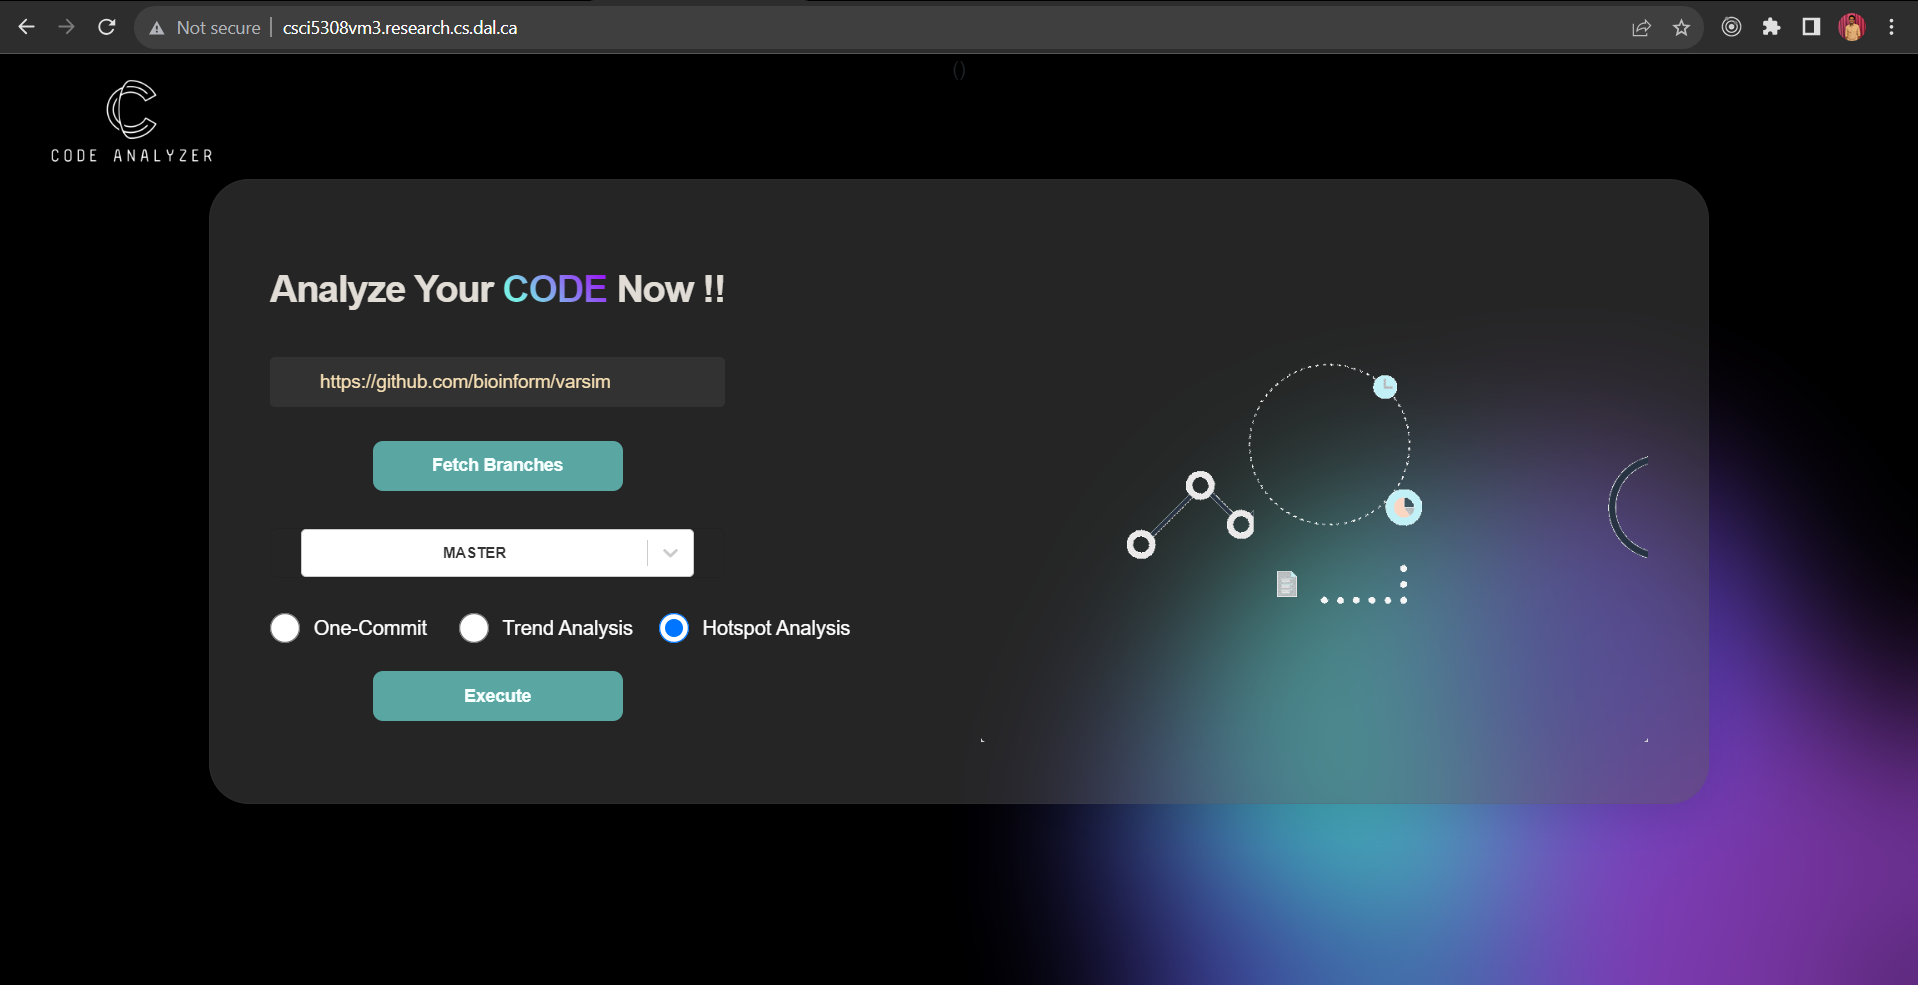 Not secure | csci5308vm3.research.cs.dal.ca
()
CODE ANALYZER
Analyze Your CODE Now !!
https://github.com/bioinform/varsim
Fetch Branches
MASTER
One-Commit Trend Analysis Hotspot Analysis
Execute